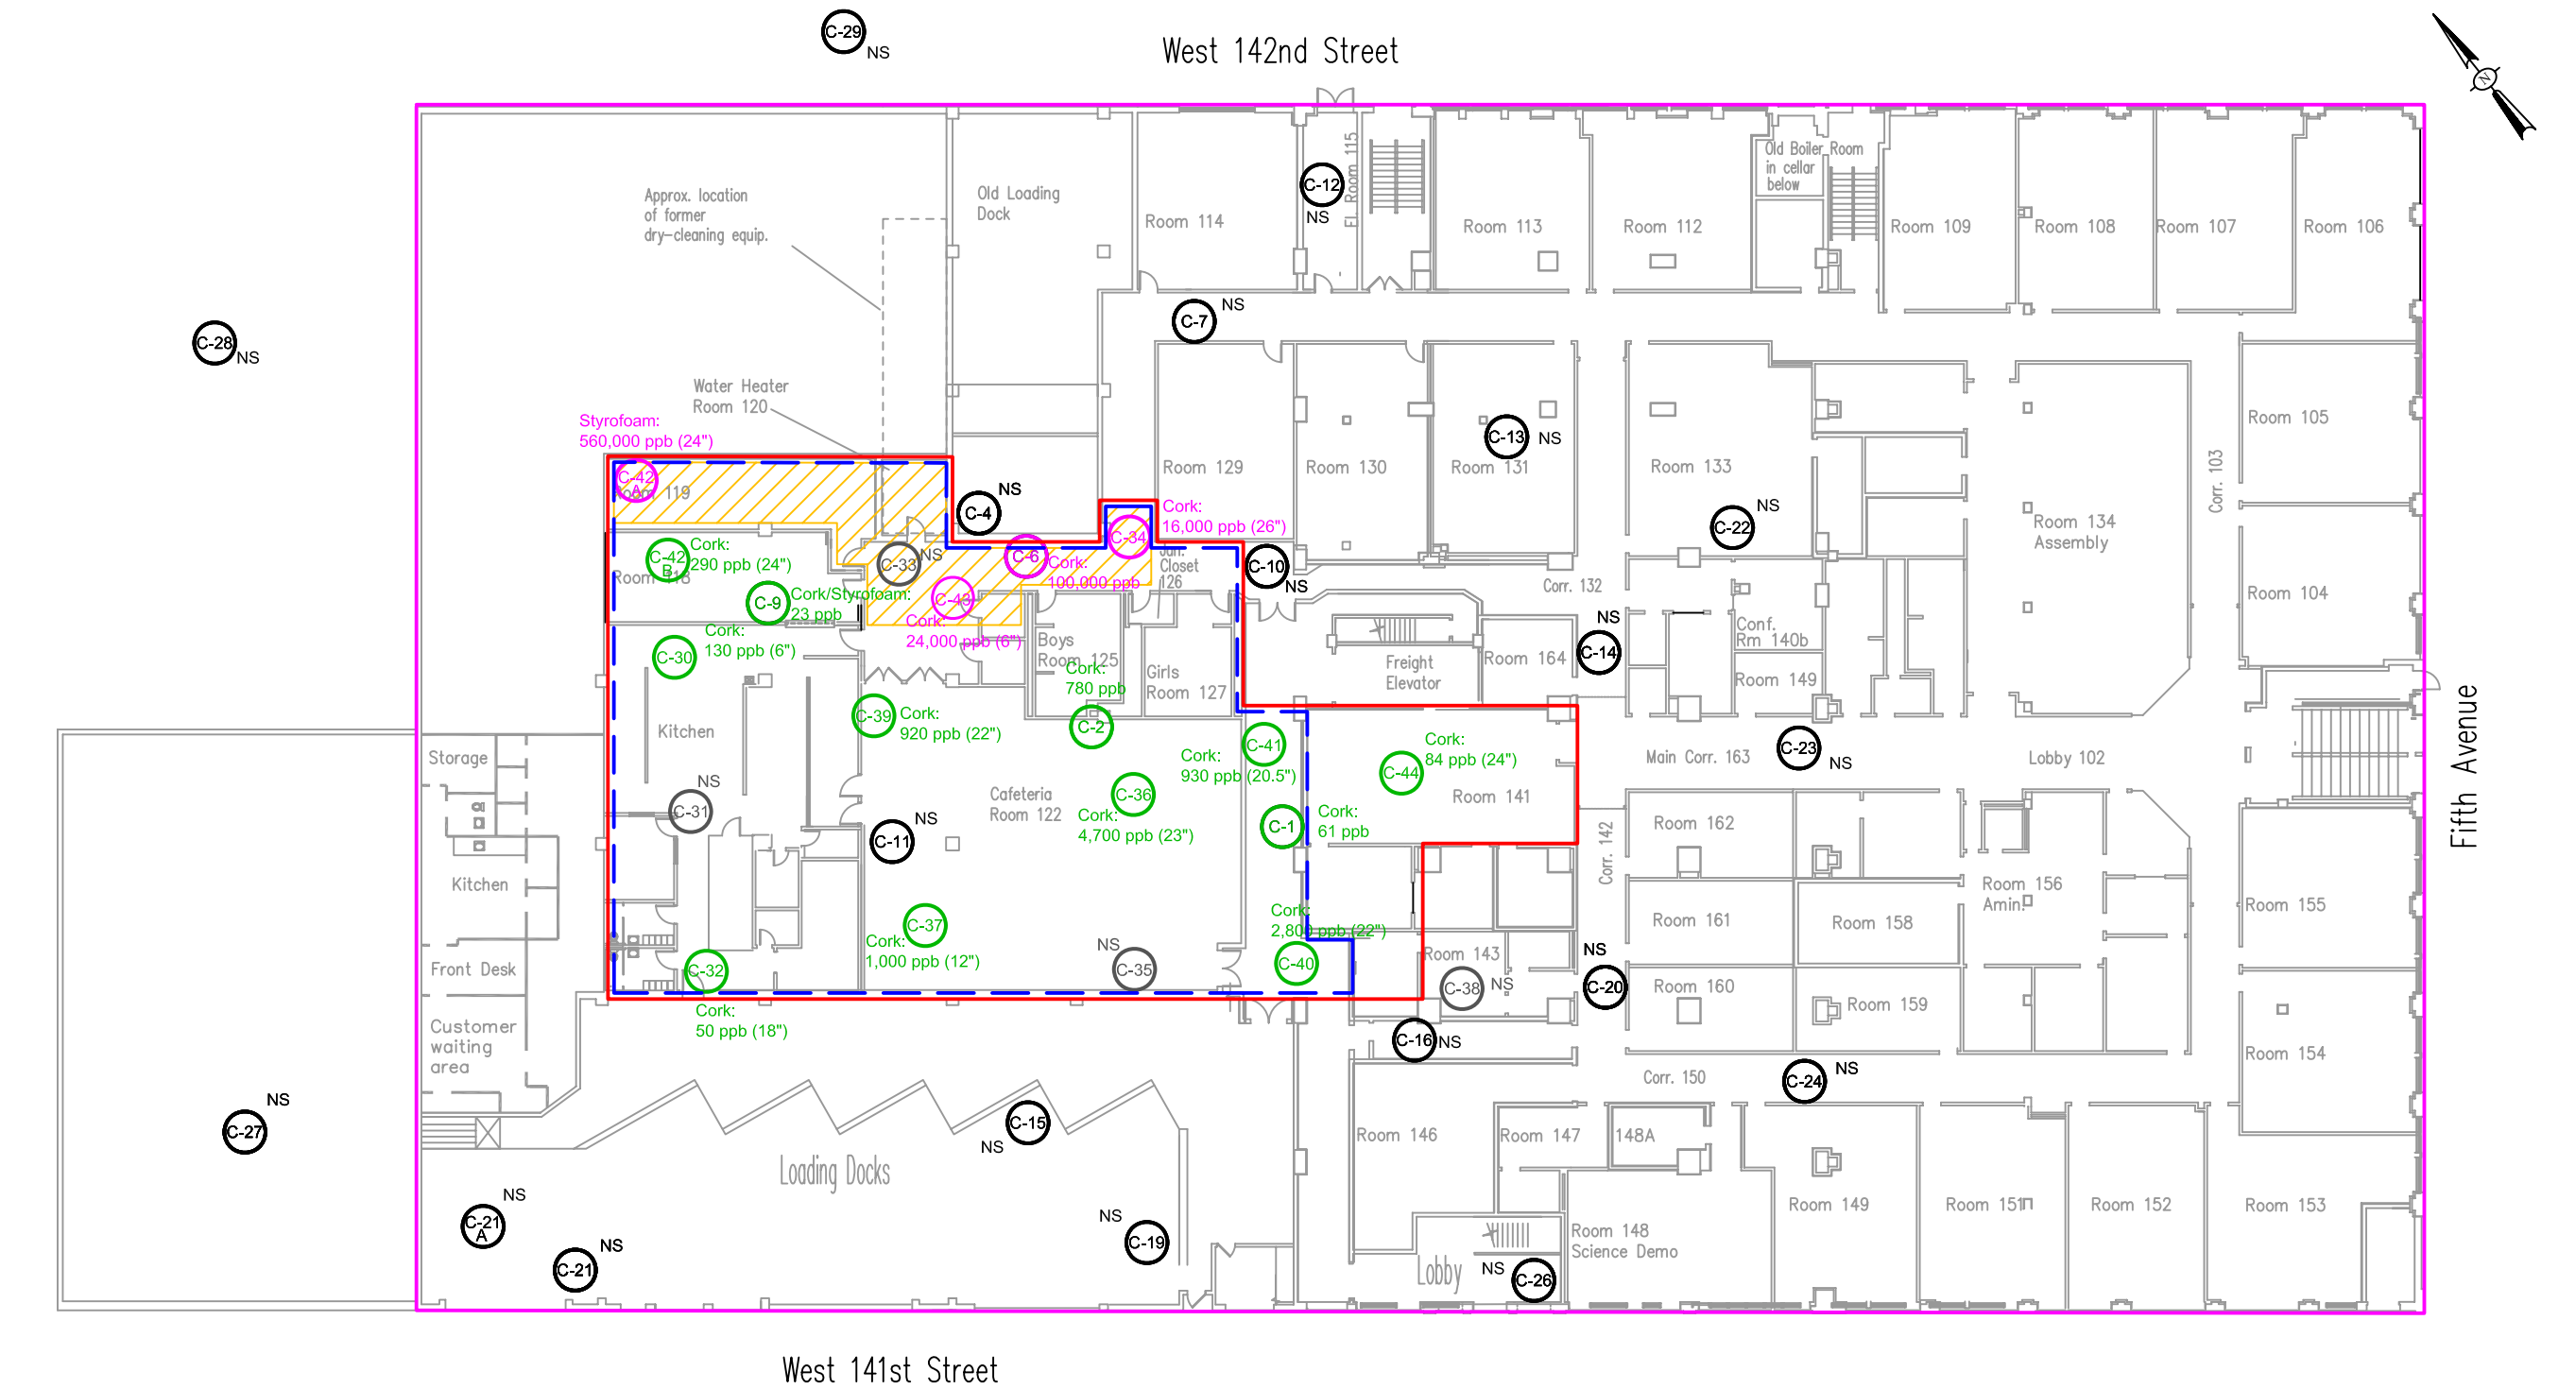 C-29
NS
West 142nd Street
N
Approx. location
of former
dry-cleaning equip.
Old Loading
Dock
Room 114
C-12
NS
El. Room 115
Room 113
Room 112
Old Boiler Room
in cellar
below
Room 109
Room 108
Room 107
Room 106
C-7
NS
C-28
NS
Water Heater
Room 120
Styrofoam:
560,000 ppb (24")
C-42
A
Room 119
C-4
NS
Room 129
Room 130
C-13
NS
Room 131
Room 133
C-22
NS
Room 134
Assembly
Corr. 103
Room 105
Room 104
Cork:
16,000 ppb (26")
C-34
Jan.
Closet
126
C-6
Cork:
100,000 ppb
C-33
NS
C-43
Cork:
24,000 ppb (6")
C-10
NS
Corr. 132
C-42
B
Cork:
290 ppb (24")
Room 118
C-9
Cork/Styrofoam:
23 ppb
Cork:
130 ppb (6")
C-30
Boys
Room 125
Girls
Room 127
Cork:
780 ppb
C-2
Freight
Elevator
Room 164
NS
C-14
Conf.
Rm 140b
Room 149
Kitchen
C-39
Cork:
920 ppb (22")
C-41
Cork:
930 ppb (20.5")
C-44
Cork:
84 ppb (24")
Room 141
Main Corr. 163
C-23
NS
Lobby 102
Fifth Avenue
Storage
NS
C-31
Cafeteria
Room 122
C-36
Cork:
4,700 ppb (23")
C-11
NS
C-1
Cork:
61 ppb
Corr. 142
Room 162
Room 161
Room 158
Room 156
Amin.
Room 155
Kitchen
Front Desk
Customer
waiting
area
C-37
Cork:
1,000 ppb (12")
C-32
Cork:
50 ppb (18")
NS
C-35
Cork:
2,800 ppb (22")
C-40
Room 143
C-38
NS
NS
C-20
Room 160
Room 159
Room 154
C-16
NS
Corr. 150
C-24
NS
NS
C-27
C-15
NS
Loading Docks
NS
C-21
A
NS
C-21
NS
C-19
Room 146
Room 147
148A
Room 148
Science Demo
Lobby
NS
C-26
Room 149
Room 151
Room 152
Room 153
West 141st Street